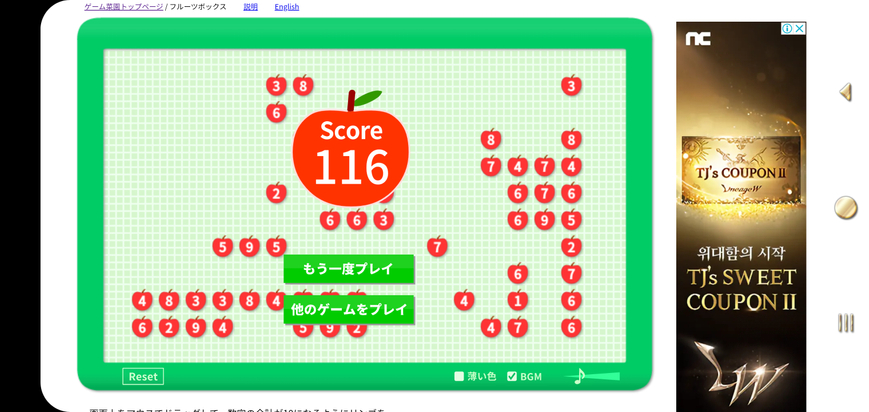 ゲーム菜園トップページ / フルーツボックス 説明 English
3 8 3
6
Score
116
8 8
7 4 7 4
2 6 7 6
6 6 3 6 9 5
5 9 5 7 2
もう一度プレイ
6 7
4 8 3 3 8 4 4 1 6
他のゲームをプレイ
6 2 9 4 5 9 2 4 7 6
Reset 薄い色 BGM
nc
TJ's COUPON II
Lineage W
위대함의 시작
TJ's SWEET
COUPON II
W